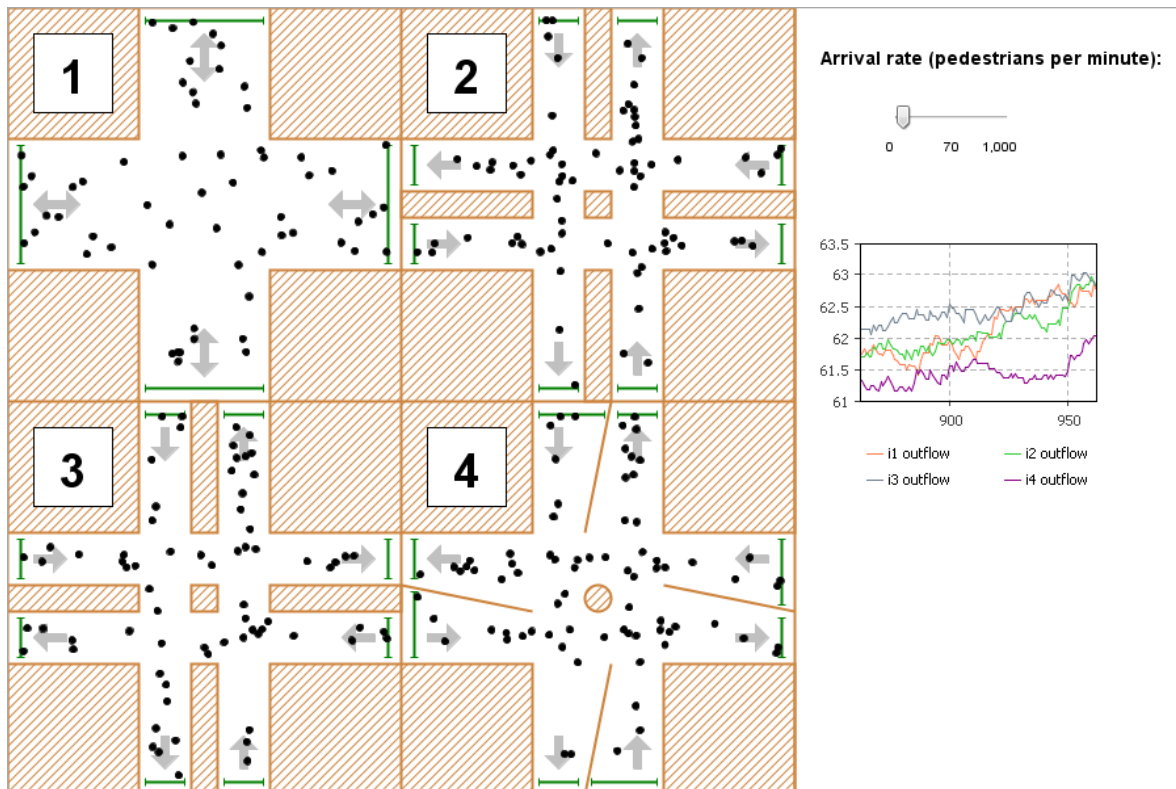 1
2
3
4
Arrival rate (pedestrians per minute):
0 70 1,000
63.5
63
62.5
62
61.5
61
900 950
i1 outflow i2 outflow
i3 outflow i4 outflow